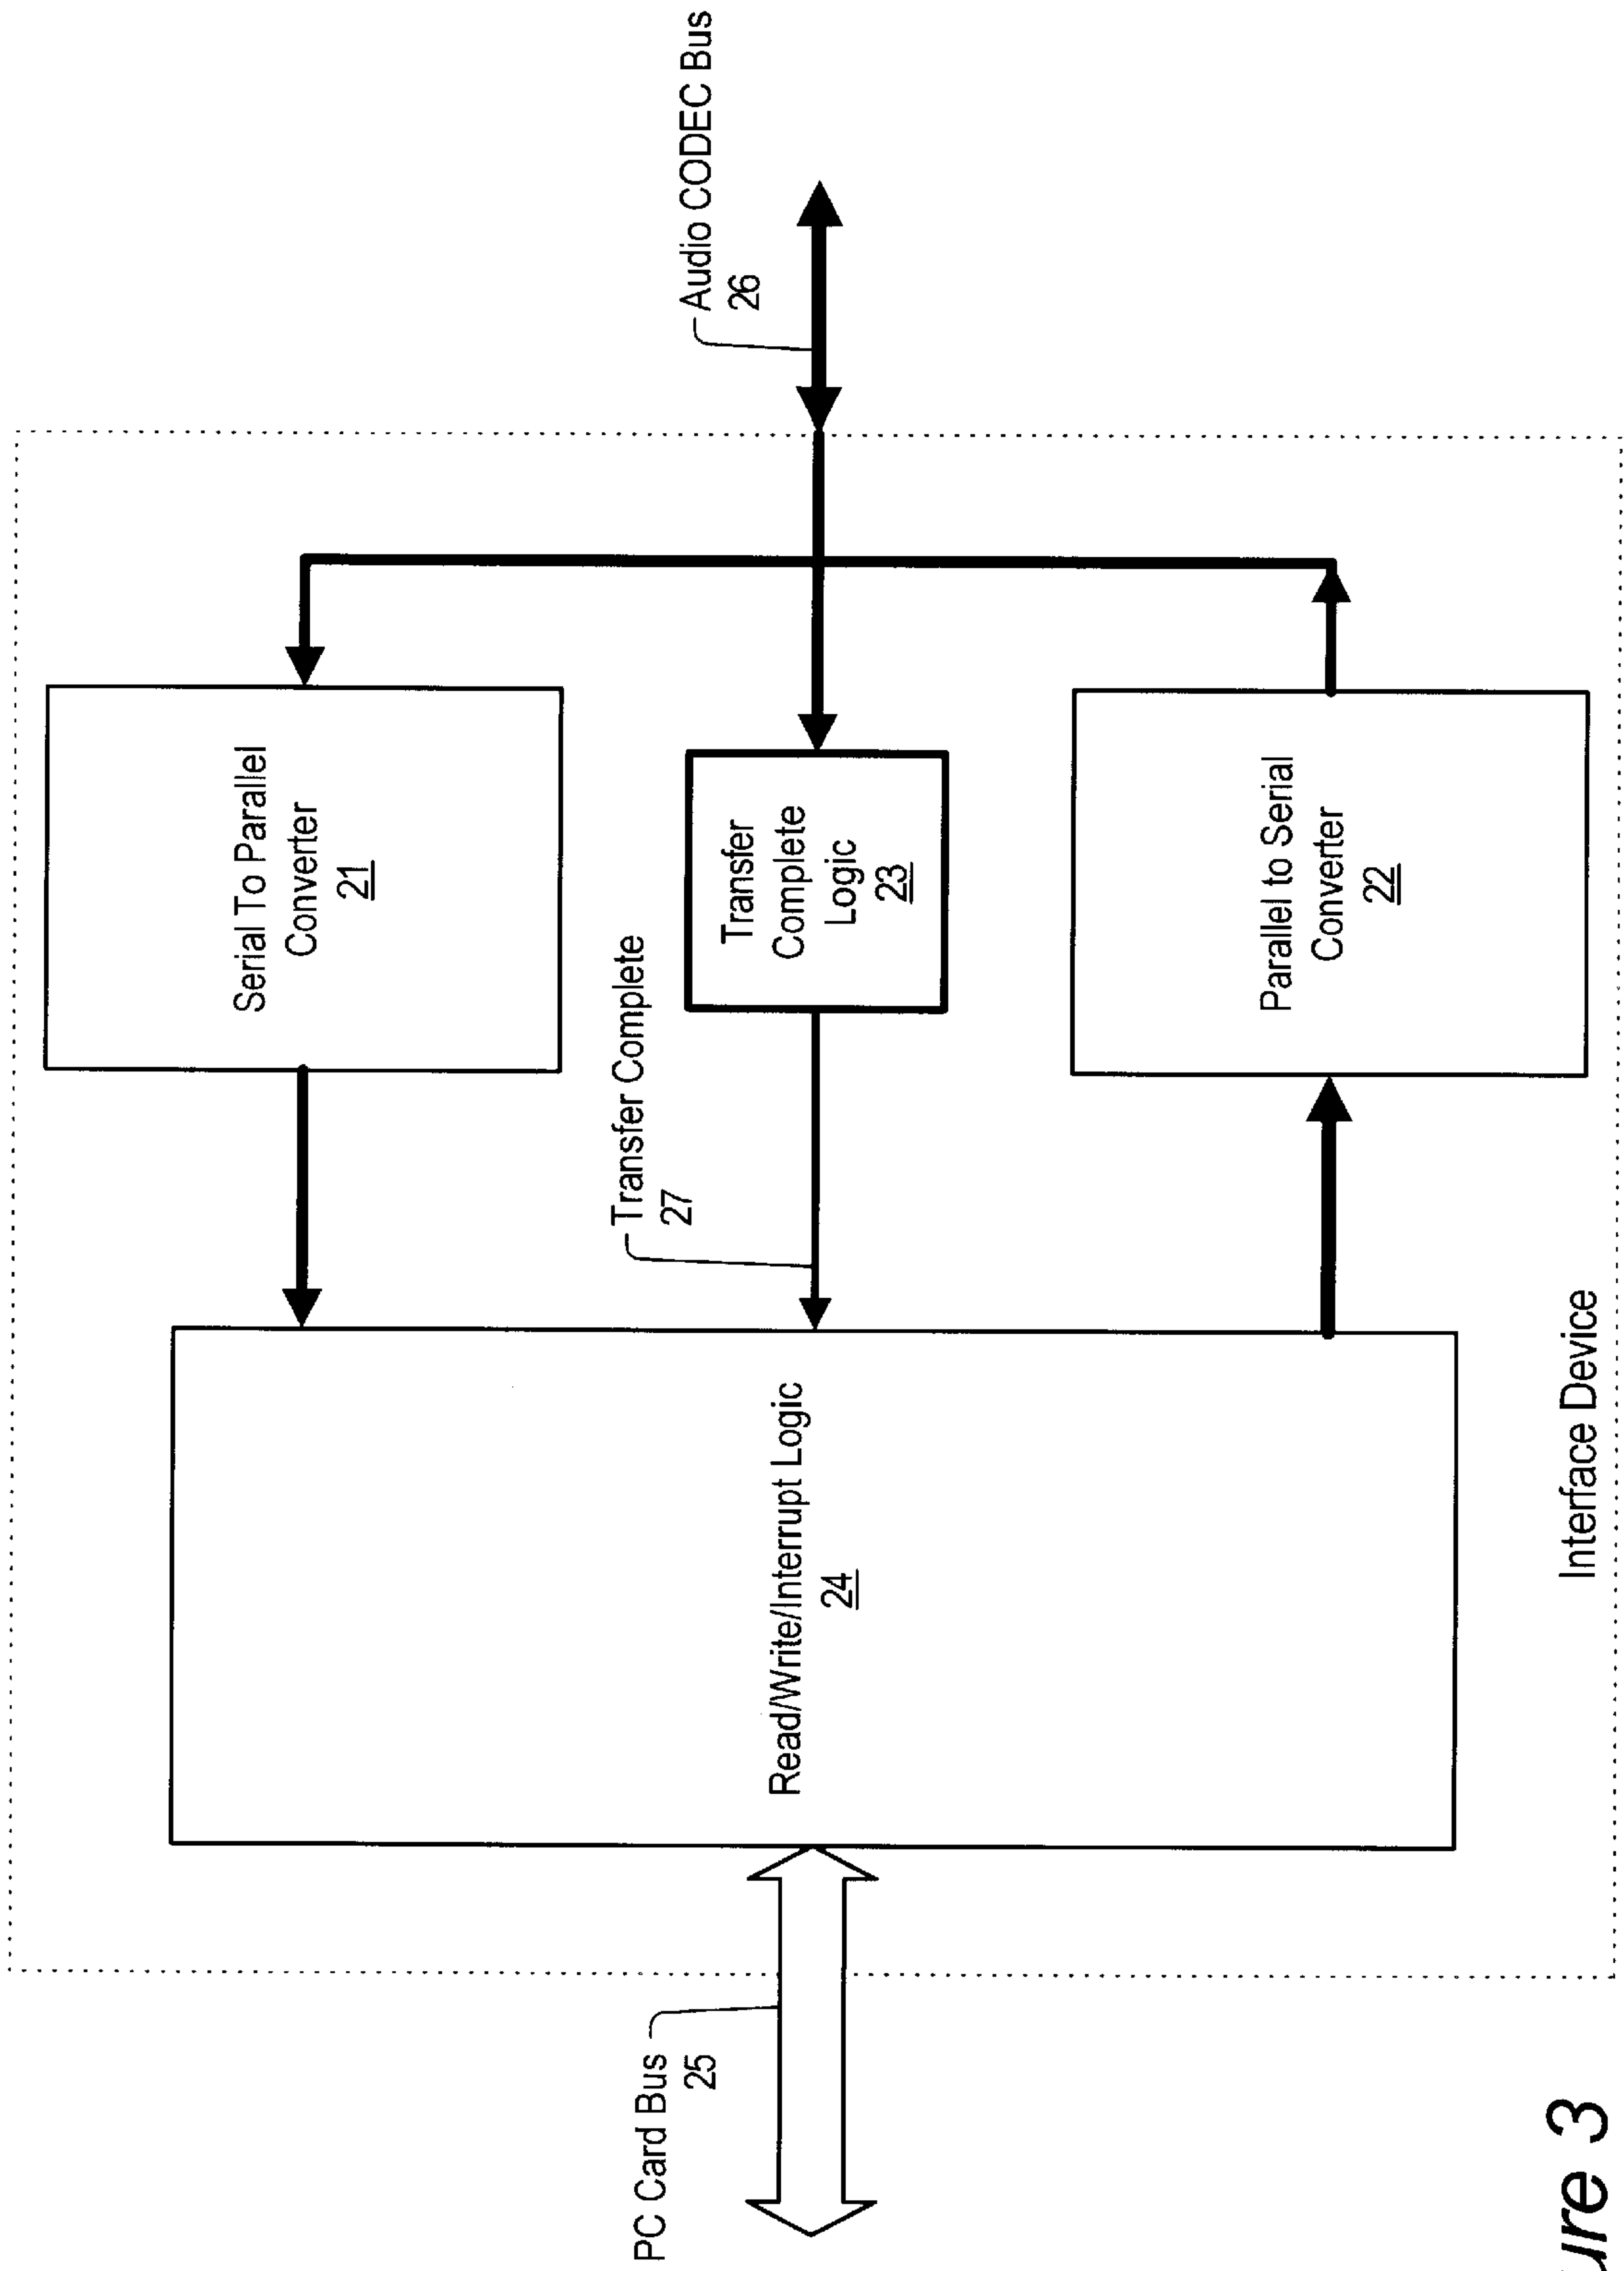 PC Card Bus
25
Read/Write/Interrupt Logic
24
Transfer Complete
27
Serial To Parallel
Converter
21
Transfer
Complete
Logic
23
Parallel to Serial
Converter
22
Audio CODEC Bus
26
Interface Device
ure 3